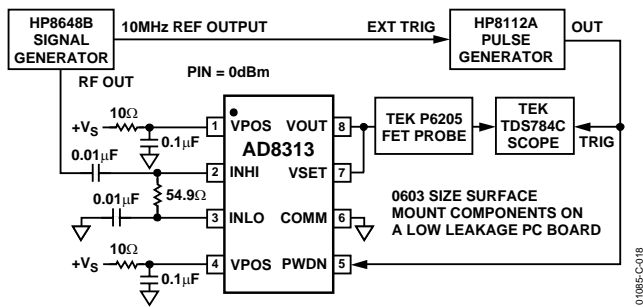 HP8648B
SIGNAL
GENERATOR
10MHz REF OUTPUT
EXT TRIG
HP8112A
PULSE
GENERATOR
OUT
RF OUT
PIN = 0dBm
+VS
10Ω
0.1µF
0.01µF
54.9Ω
0.01µF
+VS
10Ω
0.1µF
1 VPOS VOUT 8
AD8313
2 INHI VSET 7
3 INLO COMM 6
4 VPOS PWDN 5
TEK P6205
FET PROBE
TEK
TDS784C
SCOPE
TRIG
0603 SIZE SURFACE
MOUNT COMPONENTS ON
A LOW LEAKAGE PC BOARD
01085-C-018